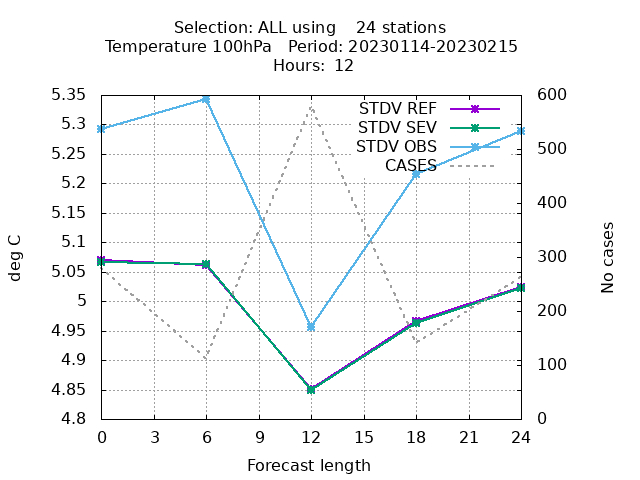 Selection: ALL using    24 stations
Temperature 100hPa   Period: 20230114-20230215
Hours:  12
5.35
5.3
5.25
5.2
5.15
5.1
5.05
5
4.95
4.9
4.85
4.8
deg C
600
500
400
300
200
100
0
No cases
STDV REF
STDV SEV
STDV OBS
CASES
0 3 6 9 12 15 18 21 24
Forecast length